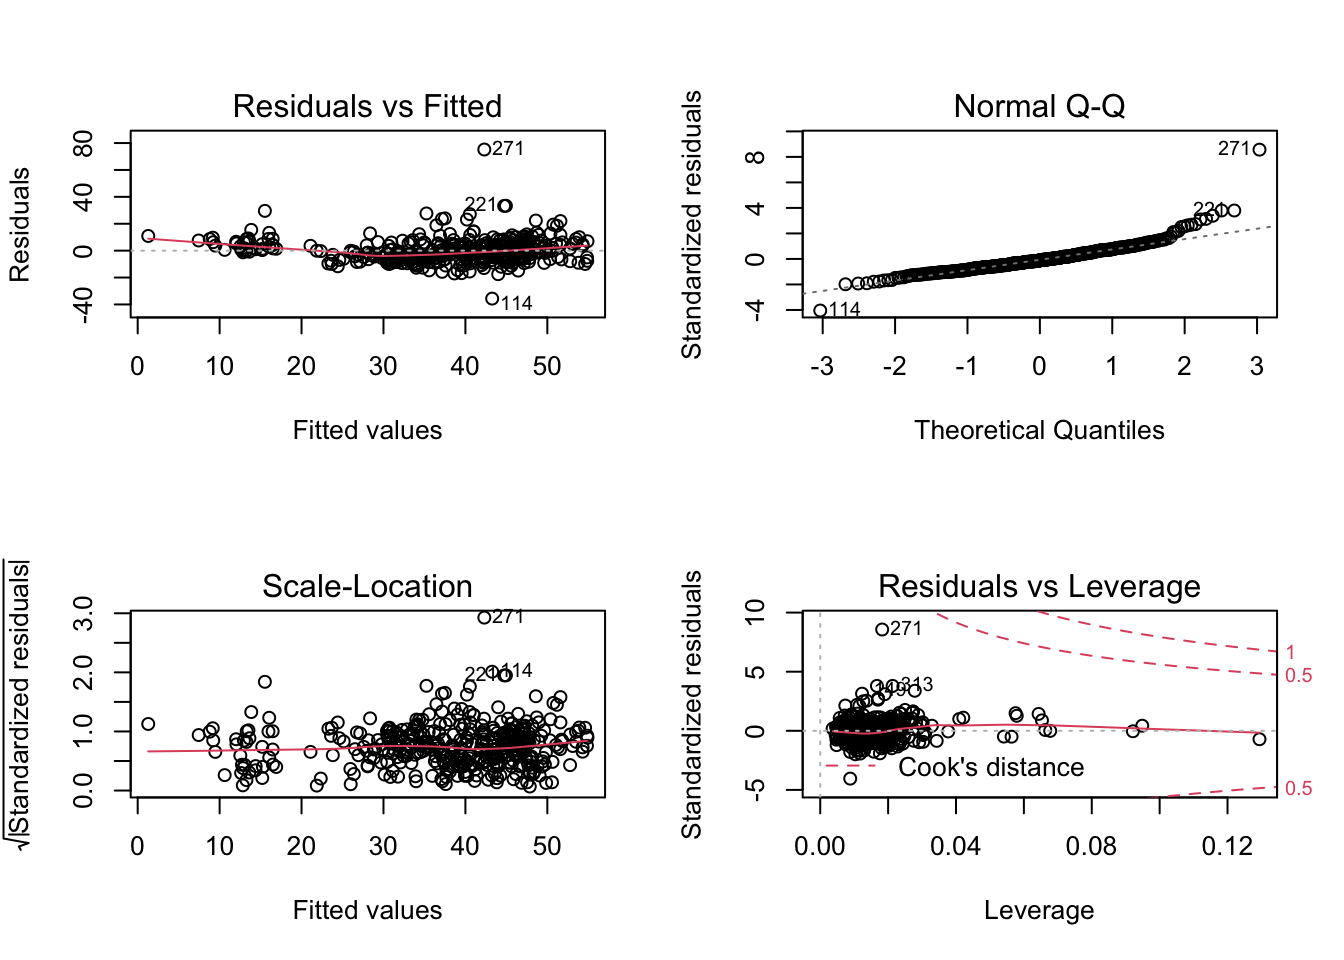 Residuals vs Fitted
Residuals
80
40
0
-40
271
221
114
0 10 20 30 40 50
Fitted values
Normal Q-Q
Standardized residuals
8
4
0
-4
271
221
114
-3 -2 -1 0 1 2 3
Theoretical Quantiles
Scale-Location
√|Standardized residuals|
3.0
2.0
1.0
0.0
271
114
221
0 10 20 30 40 50
Fitted values
Residuals vs Leverage
Standardized residuals
10
5
0
-5
271
313
1
0.5
Cook's distance
0.5
0.00 0.04 0.08 0.12
Leverage